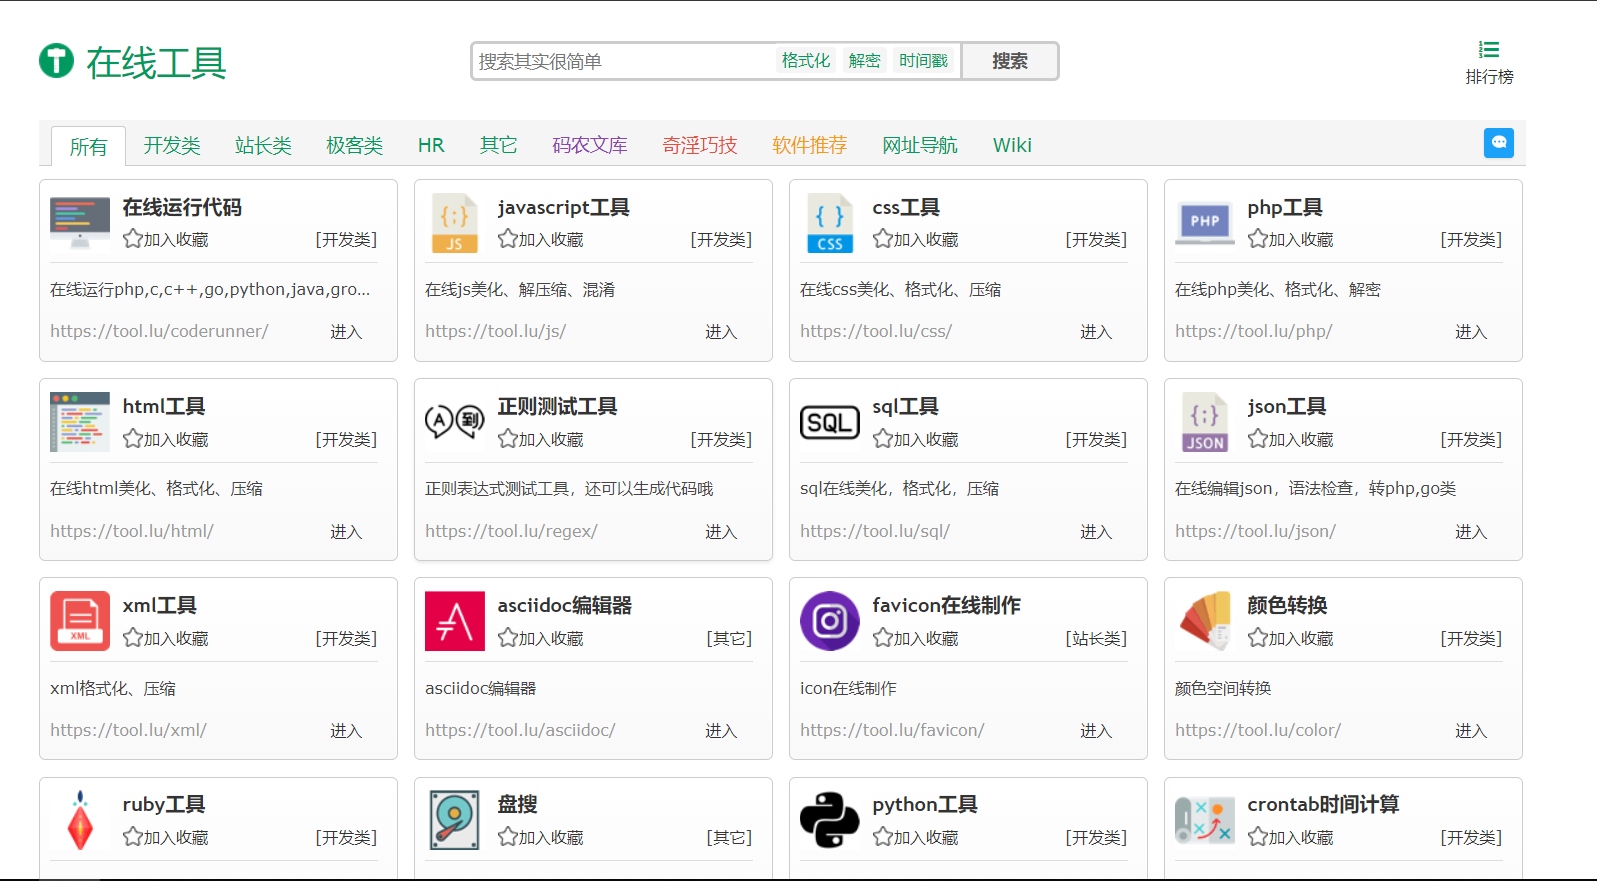 在线工具
搜索其实很简单 格式化 解密 时间戳 搜索
排行榜
所有 开发类 站长类 极客类 HR 其它 码农文库 奇淫巧技 软件推荐 网址导航 Wiki
在线运行代码
加入收藏 [开发类]
在线运行php,c,c++,go,python,java,gro...
https://tool.lu/coderunner/ 进入
JS
javascript工具
加入收藏 [开发类]
在线js美化、解压缩、混淆
https://tool.lu/js/ 进入
CSS
css工具
加入收藏 [开发类]
在线css美化、格式化、压缩
https://tool.lu/css/ 进入
PHP
php工具
加入收藏 [开发类]
在线php美化、格式化、解密
https://tool.lu/php/ 进入
html工具
加入收藏 [开发类]
在线html美化、格式化、压缩
https://tool.lu/html/ 进入
A 到
正则测试工具
加入收藏 [开发类]
正则表达式测试工具，还可以生成代码哦
https://tool.lu/regex/ 进入
SQL
sql工具
加入收藏 [开发类]
sql在线美化，格式化，压缩
https://tool.lu/sql/ 进入
JSON
json工具
加入收藏 [开发类]
在线编辑json，语法检查，转php,go类
https://tool.lu/json/ 进入
XML
xml工具
加入收藏 [开发类]
xml格式化、压缩
https://tool.lu/xml/ 进入
asciidoc编辑器
加入收藏 [其它]
asciidoc编辑器
https://tool.lu/asciidoc/ 进入
favicon在线制作
加入收藏 [站长类]
icon在线制作
https://tool.lu/favicon/ 进入
颜色转换
加入收藏 [开发类]
颜色空间转换
https://tool.lu/color/ 进入
ruby工具
加入收藏 [开发类]
盘搜
加入收藏 [其它]
python工具
加入收藏 [开发类]
crontab时间计算
加入收藏 [开发类]